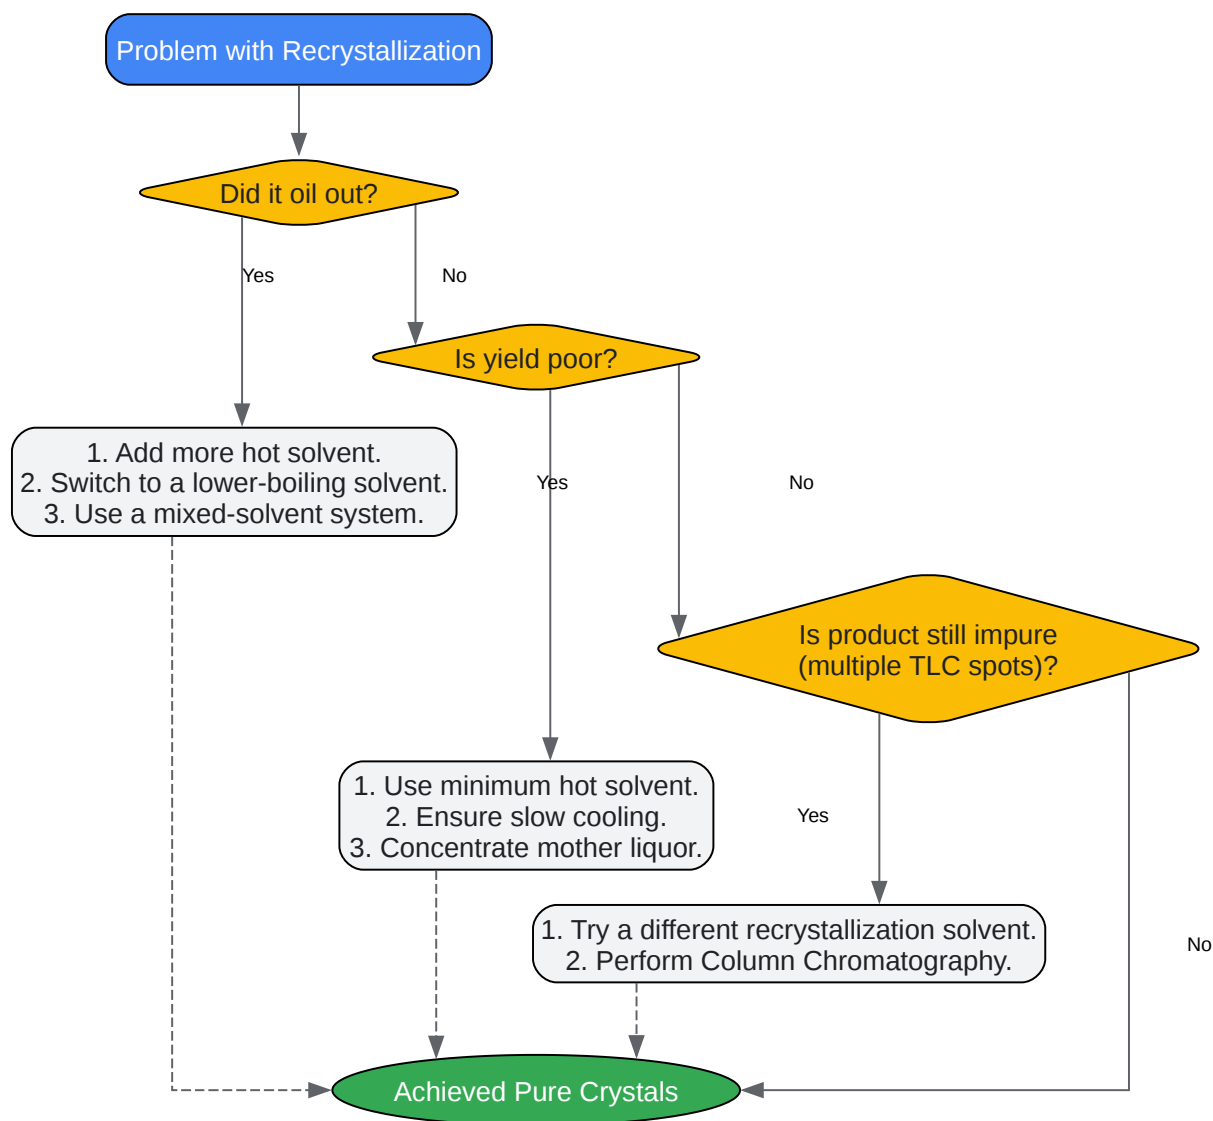 Problem with Recrystallization
Did it oil out?
Yes
No
Is yield poor?
1. Add more hot solvent.
2. Switch to a lower-boiling solvent.
3. Use a mixed-solvent system.
Yes
No
Is product still impure
(multiple TLC spots)?
1. Use minimum hot solvent.
2. Ensure slow cooling.
3. Concentrate mother liquor.
Yes
1. Try a different recrystallization solvent.
2. Perform Column Chromatography.
No
Achieved Pure Crystals